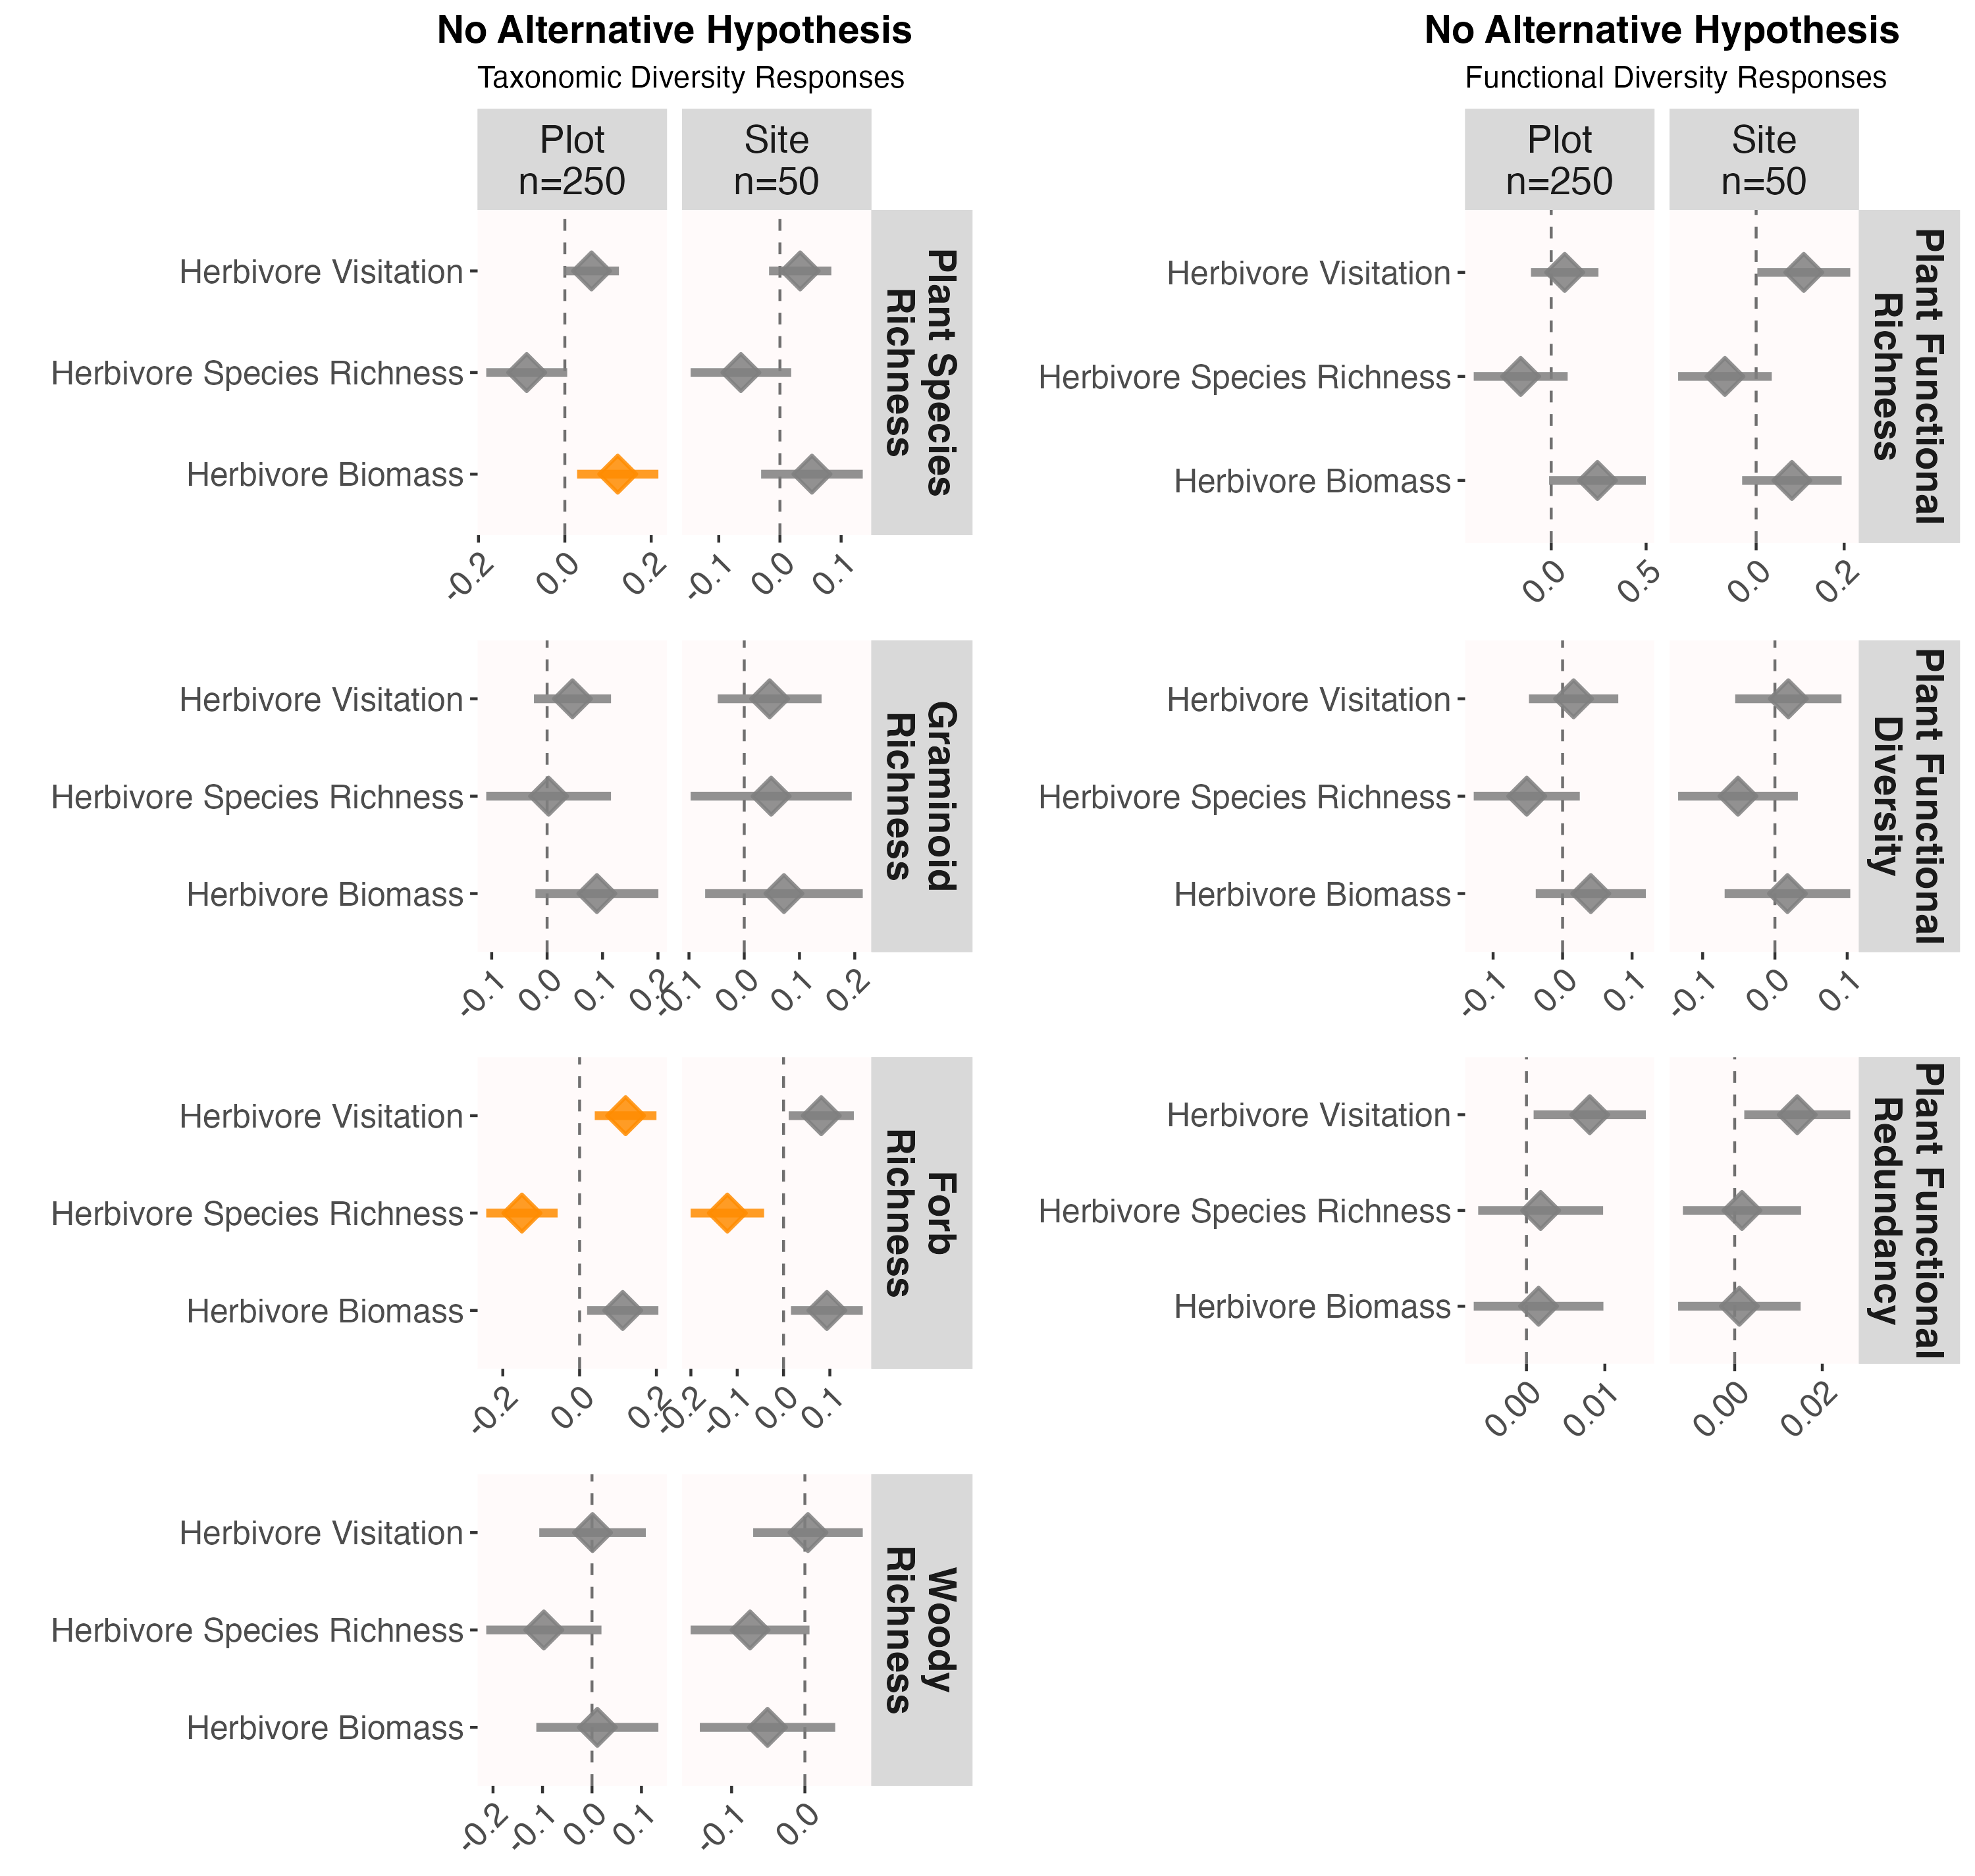 No Alternative Hypothesis
Taxonomic Diversity Responses
Plot
n=250
Site
n=50
Herbivore Visitation
Herbivore Species Richness
Herbivore Biomass
Plant Species
Richness
-0.2 0.0 0.2 -0.1 0.0 0.1
Herbivore Visitation
Herbivore Species Richness
Herbivore Biomass
Graminoid
Richness
-0.1 0.0 0.1 0.2 -0.1 0.0 0.1 0.2
Herbivore Visitation
Herbivore Species Richness
Herbivore Biomass
Forb
Richness
-0.2 0.0 0.2 -0.2 -0.1 0.0 0.1
Herbivore Visitation
Herbivore Species Richness
Herbivore Biomass
Woody
Richness
-0.2 -0.1 0.0 0.1 -0.1 0.0
No Alternative Hypothesis
Functional Diversity Responses
Plot
n=250
Site
n=50
Herbivore Visitation
Herbivore Species Richness
Herbivore Biomass
Plant Functional
Richness
0.0 0.5 0.0 0.2
Herbivore Visitation
Herbivore Species Richness
Herbivore Biomass
Plant Functional
Diversity
-0.1 0.0 0.1 -0.1 0.0 0.1
Herbivore Visitation
Herbivore Species Richness
Herbivore Biomass
Plant Functional
Redundancy
0.00 0.01 0.00 0.02